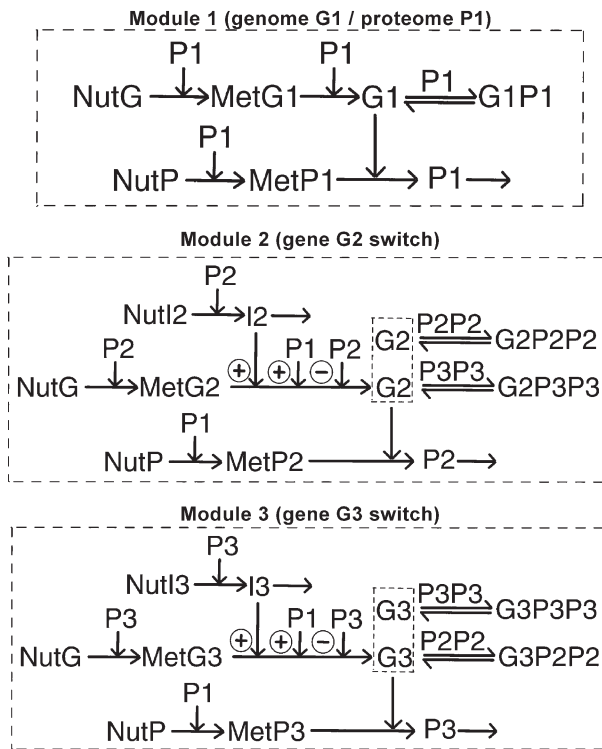 Module 1 (genome G1 / proteome P1)
P1 P1
NutG MetG1 G1 P1 G1P1
P1
NutP MetP1 P1
Module 2 (gene G2 switch)
P2
NutI2 I2 G2 P2P2 G2P2P2
P2 + + P1 − P2
NutG MetG2 G2 P3P3 G2P3P3
P1
NutP MetP2 P2
Module 3 (gene G3 switch)
P3
NutI3 I3 G3 P3P3 G3P3P3
P3 + + P1 − P3
NutG MetG3 G3 P2P2 G3P2P2
P1
NutP MetP3 P3